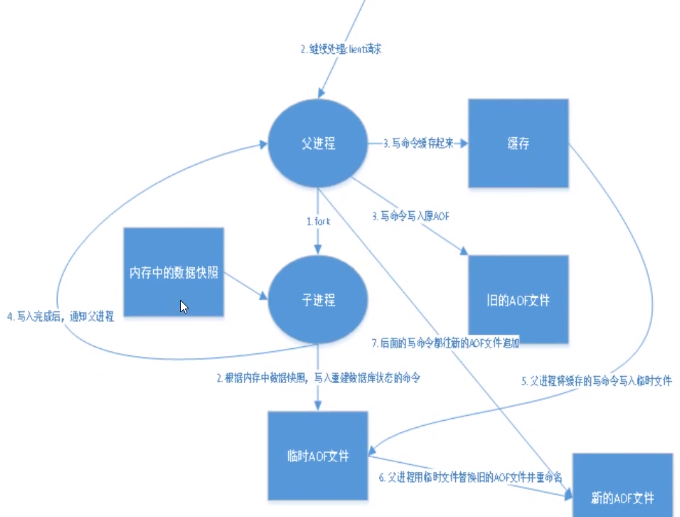 2.继续处理client请求
父进程
3.写命令缓存起来
缓存
3.写命令写入原AOF
1.fork
内存中的数据快照
子进程
旧的AOF文件
4.写入完成后，通知父进程
7.后面的写命令都往新的AOF文件追加
2.根据内存中数据快照，写入重建数据库状态的命令
5.父进程将缓存的写命令写入临时文件
临时AOF文件
6.父进程用临时文件替换旧的AOF文件并重命名
新的AOF文件